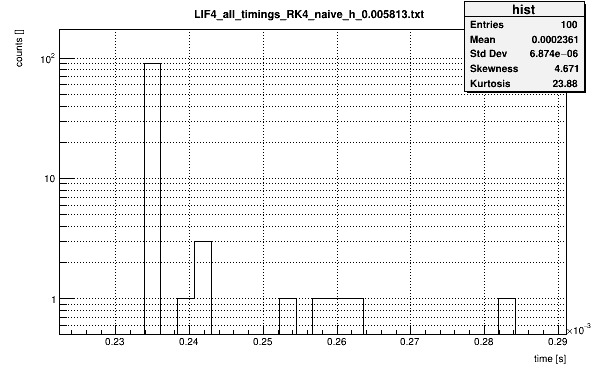 LIF4_all_timings_RK4_naive_h_0.005813.txt
hist
Entries 100
Mean 0.0002361
Std Dev 6.874e−06
Skewness 4.671
Kurtosis 23.88
counts []
10²
10
1
0.23 0.24 0.25 0.26 0.27 0.28 0.29
×10⁻³
time [s]